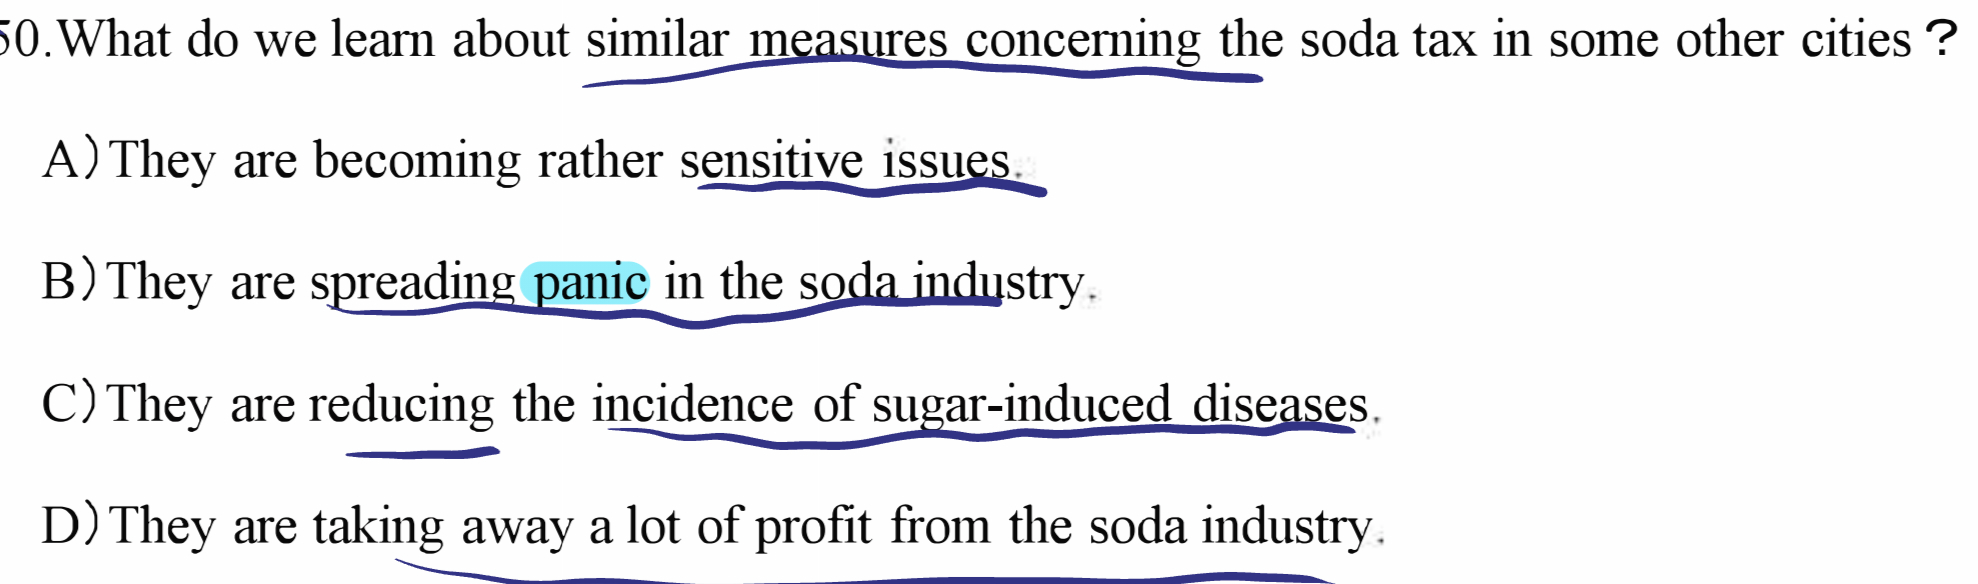 50.What do we learn about similar measures concerning the soda tax in some other cities？
A)They are becoming rather sensitive issues.
B)They are spreading panic in the soda industry.
C)They are reducing the incidence of sugar-induced diseases.
D)They are taking away a lot of profit from the soda industry.